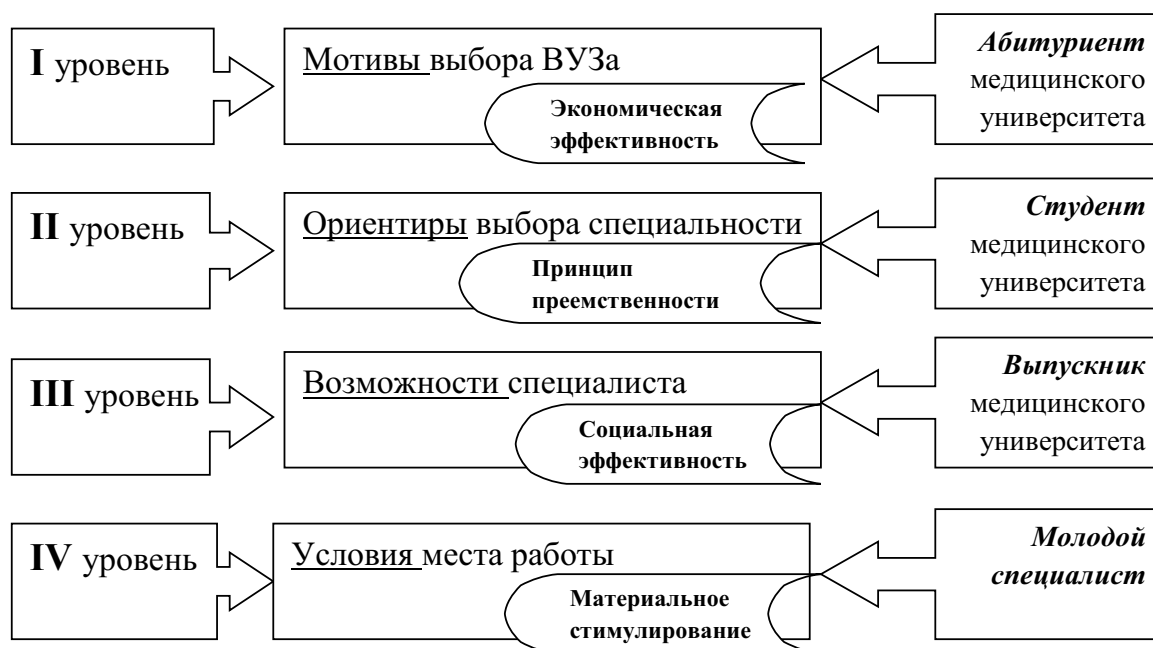 I уровень
Мотивы выбора ВУЗа
Экономическая
эффективность
Абитуриент
медицинского
университета
II уровень
Ориентиры выбора специальности
Принцип
преемственности
Студент
медицинского
университета
III уровень
Возможности специалиста
Социальная
эффективность
Выпускник
медицинского
университета
IV уровень
Условия места работы
Материальное
стимулирование
Молодой
специалист